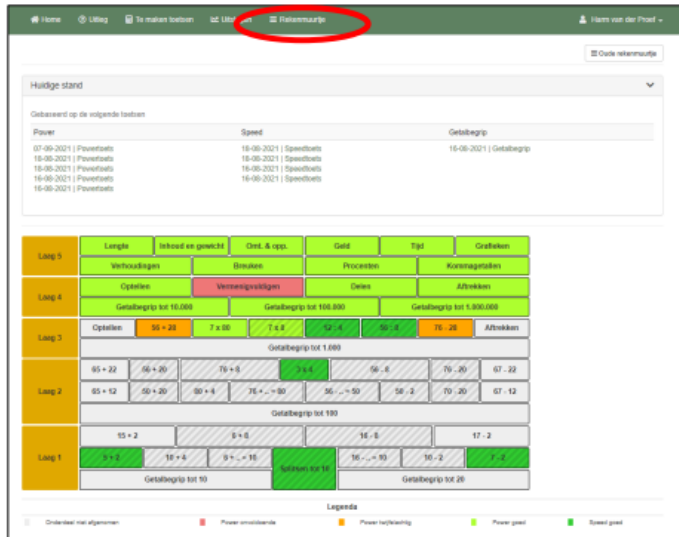 Home Uitleg Te maken toetsen Rekenmuurtje Harm van der Proef
Oude rekenmuurtje
Huidige stand
Gebaseerd op de volgende toetsen
Power Speed Getalbegrip
07-09-2021 | Powertoets 18-08-2021 | Speedtoets 16-08-2021 | Getalbegrip
18-08-2021 | Powertoets 18-08-2021 | Speedtoets
18-08-2021 | Powertoets 16-08-2021 | Speedtoets
16-08-2021 | Powertoets 16-08-2021 | Speedtoets
16-08-2021 | Powertoets
Laag 5 Lengte Inhoud en gewicht Omt. & opp. Geld Tijd Grafieken
Verhoudingen Breuken Procenten Kommagetallen
Laag 4 Optellen Vermenigvuldigen Delen Aftrekken
Getalbegrip tot 10.000 Getalbegrip tot 100.000 Getalbegrip tot 1.000.000
Laag 3 Optellen 56 + 28 7 x 80 7 x 8 12 : 4 56 : 8 76 - 28 Aftrekken
Getalbegrip tot 1.000
Laag 2 65 + 22 56 + 20 76 + 8 3 x 4 56 - 8 76 - 20 67 - 22
65 + 12 50 + 20 80 + 4 76 + .. = 80 56 - .. = 50 58 - 2 70 - 20 67 - 12
Getalbegrip tot 100
Laag 1 15 + 2 8 + 8 16 - 8 17 - 2
5 + 2 10 + 4 6 + .. = 10 Splitsen tot 10 16 - .. = 10 10 - 2 7 - 2
Getalbegrip tot 10 Getalbegrip tot 20
Legenda
Onderdeel niet afgenomen Power onvoldoende Power twijfelachtig Power goed Speed goed